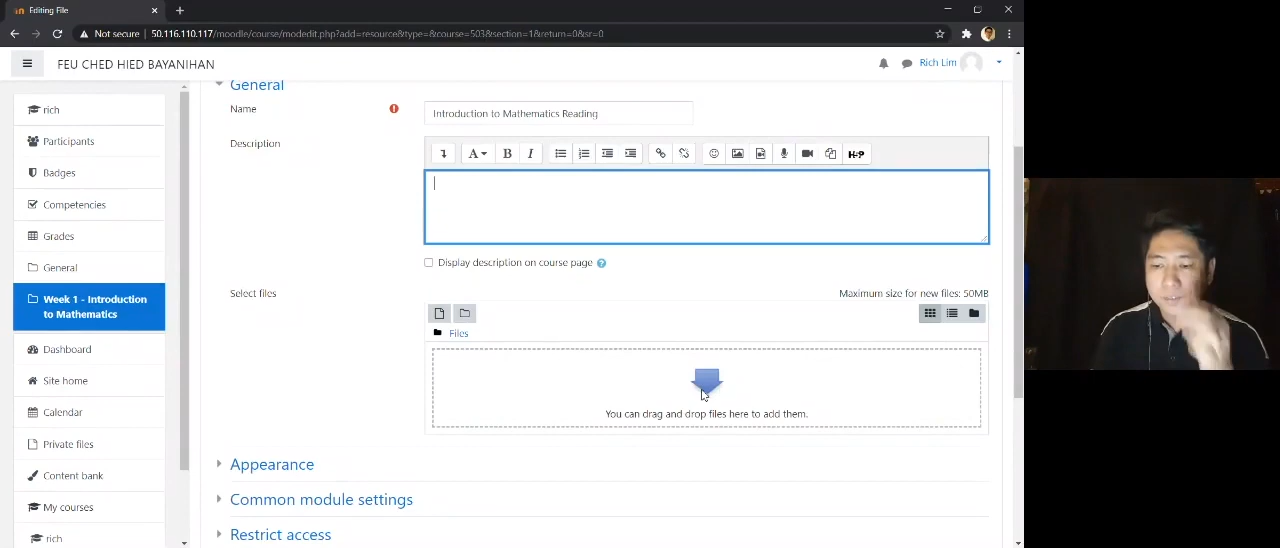 Editing File
Not secure | 50.116.110.117/moodle/course/modedit.php?add=resource&type=&course=503&section=1&return=0&sr=0
FEU CHED HIED BAYANIHAN
Rich Lim
rich
Participants
Badges
Competencies
Grades
General
Week 1 - Introduction
to Mathematics
Dashboard
Site home
Calendar
Private files
Content bank
My courses
rich
General
Name
Introduction to Mathematics Reading
Description
A B I
H-P
Display description on course page
Select files
Maximum size for new files: 50MB
Files
You can drag and drop files here to add them.
Appearance
Common module settings
Restrict access